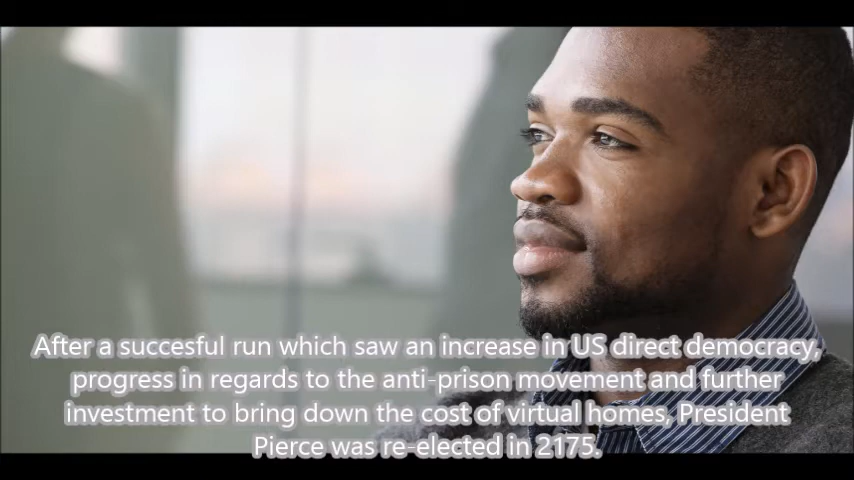 After a succesful run which saw an increase in US direct democracy,
progress in regards to the anti-prison movement and further
investment to bring down the cost of virtual homes, President
Pierce was re-elected in 2175.